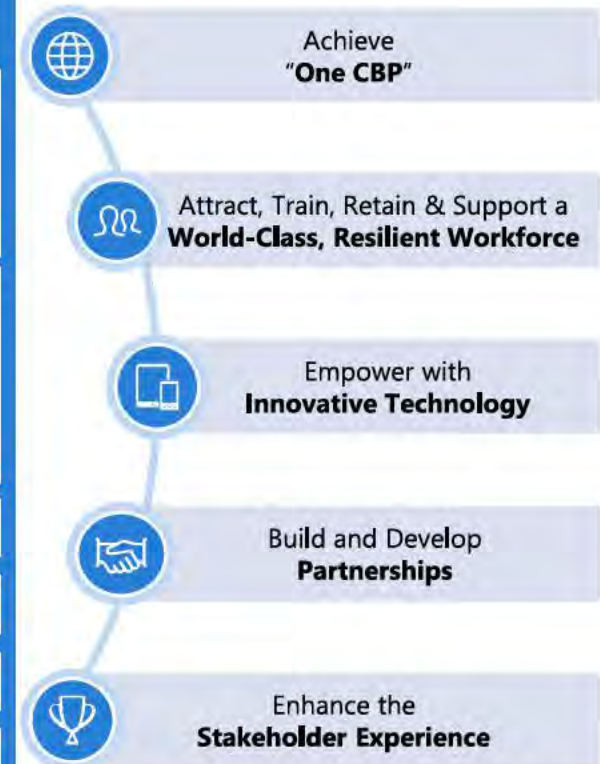 Achieve
“One CBP”
Attract, Train, Retain & Support a
World-Class, Resilient Workforce
Empower with
Innovative Technology
Build and Develop
Partnerships
Enhance the
Stakeholder Experience